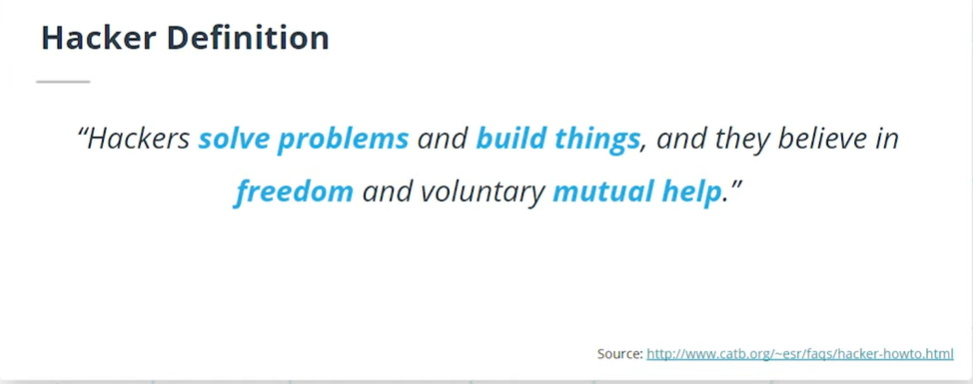 Hacker Definition
“Hackers solve problems and build things, and they believe in
freedom and voluntary mutual help.”
Source: http://www.catb.org/~esr/faqs/hacker-howto.html